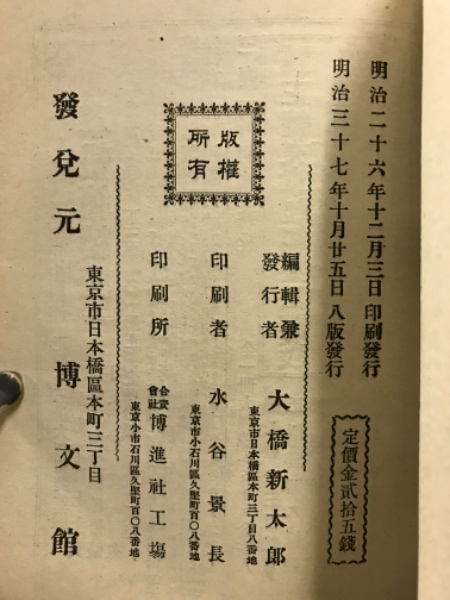 明治二十六年十二月三日印刷發行
明治三十七年十月廿五日八版發行
定價金貳拾五錢
版權
所有
編輯兼
發行者
大橋新太郎
東京市日本橋區本町三丁目八番地
印刷者
水谷景長
東京市小石川區久堅町百〇八番地
印刷所
合資
會社
博進社工塲
東京小市石川區久堅町百〇八番地
發兌元
東京市日本橋區本町三丁目
博文館